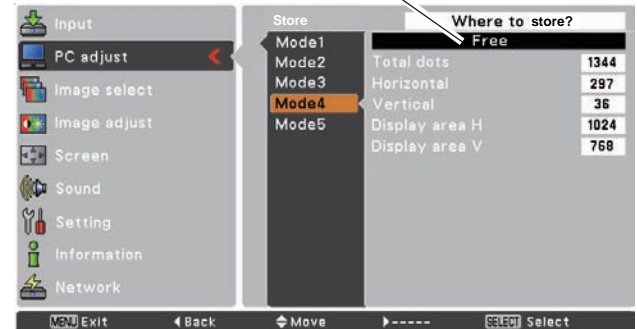 Input
PC adjust
Image select
Image adjust
Screen
Sound
Setting
Information
Network
Store
Mode1
Mode2
Mode3
Mode4
Mode5
Where to store?
Free
Total dots 1344
Horizontal 297
Vertical 36
Display area H 1024
Display area V 768
MENU Exit Back Move ----- SELECT Select